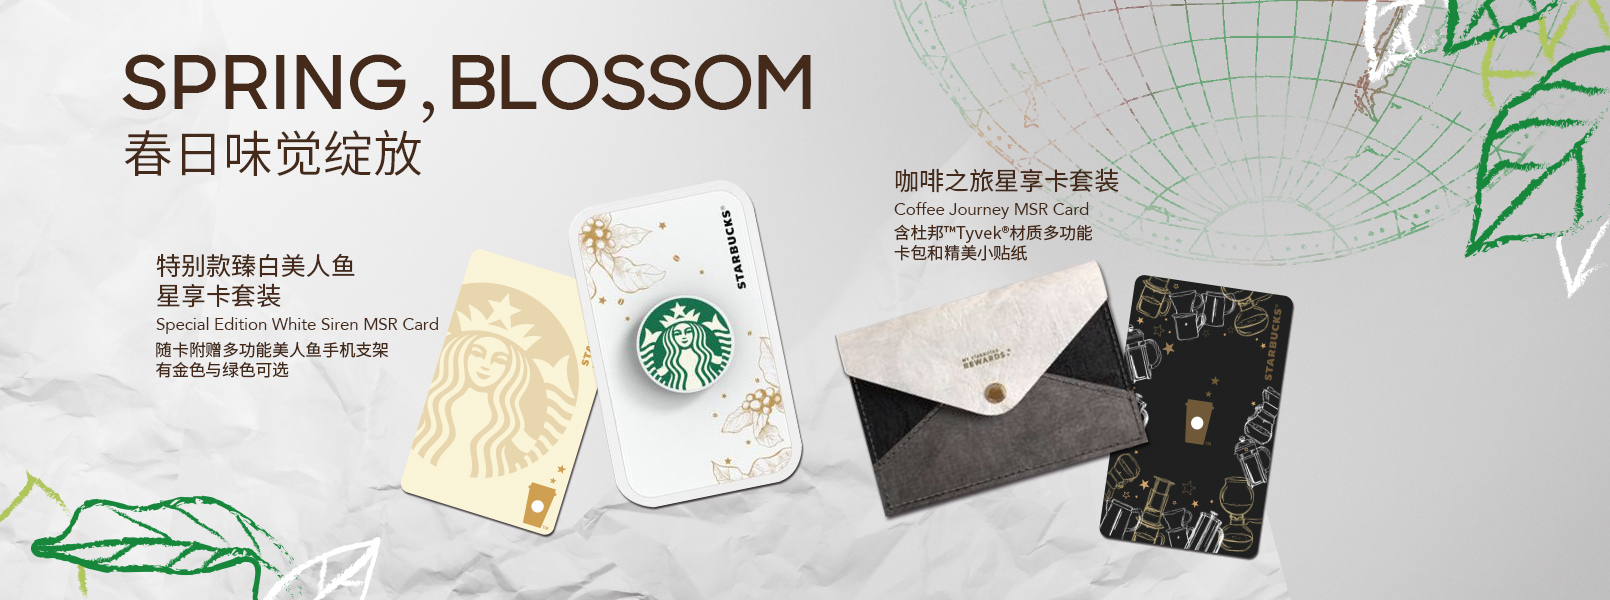 SPRING, BLOSSOM
春日味觉绽放
特别款臻白美人鱼
星享卡套装
Special Edition White Siren MSR Card
随卡附赠多功能美人鱼手机支架
有金色与绿色可选
STARBUCKS®
咖啡之旅星享卡套装
Coffee Journey MSR Card
含杜邦™Tyvek®材质多功能
卡包和精美小贴纸
MY STARBUCKS
REWARDS
STARBUCKS